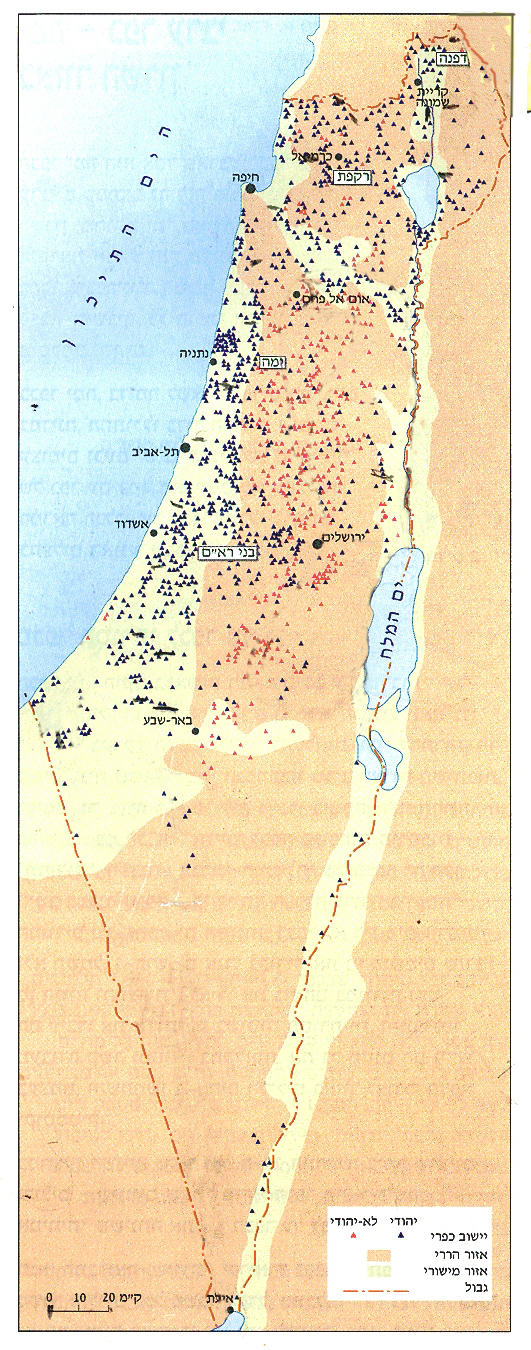 דפנה
קריית
שמונה
כרמיאל
רקפת
חיפה
הים התיכון
אום אל פחם
נתניה
ימה
תל-אביב
אשדוד
ירושלים
בני ראי״ם
ים המלח
באר-שבע
יהודי לא-יהודי
יישוב כפרי
אזור הררי
אזור מישורי
גבול
אילת
0 10 20 ק״מ